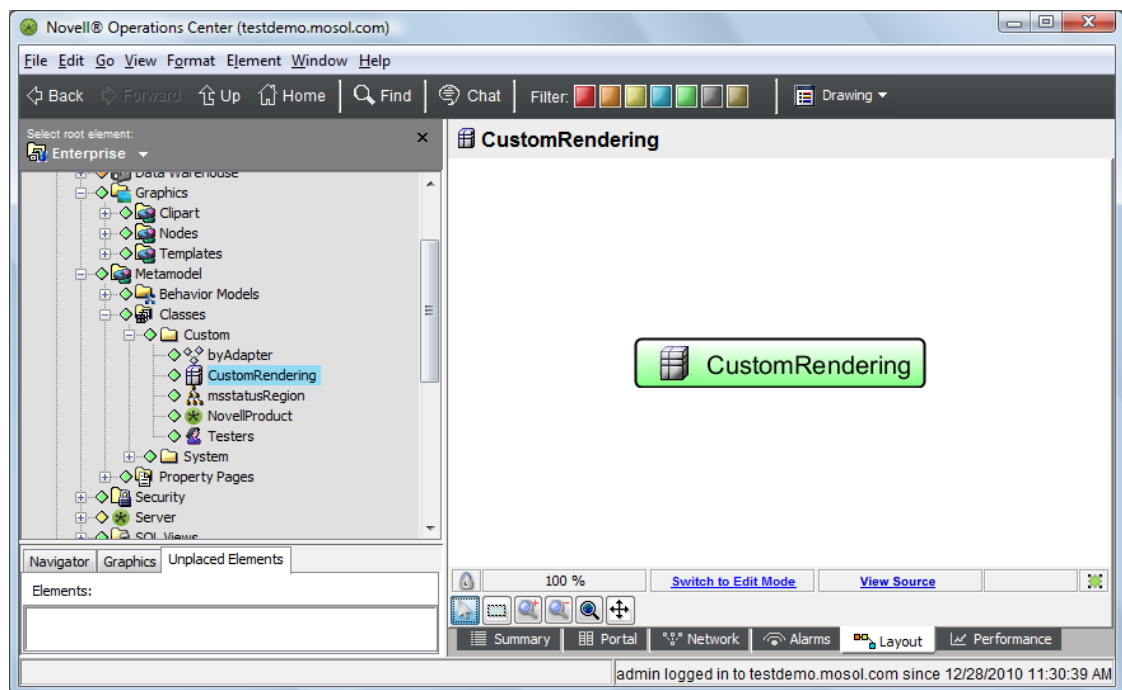 Novell® Operations Center (testdemo.mosol.com)
File Edit Go View Format Element Window Help
Back Forward Up Home Find Chat Filter: Drawing
Select root element:
Enterprise
CustomRendering
Data Warehouse
Graphics
Clipart
Nodes
Templates
Metamodel
Behavior Models
Classes
Custom
byAdapter
CustomRendering
msstatusRegion
NovellProduct
Testers
System
Property Pages
Security
Server
SQL Views
CustomRendering
Navigator Graphics Unplaced Elements
Elements:
100 % Switch to Edit Mode View Source
Summary Portal Network Alarms Layout Performance
admin logged in to testdemo.mosol.com since 12/28/2010 11:30:39 AM